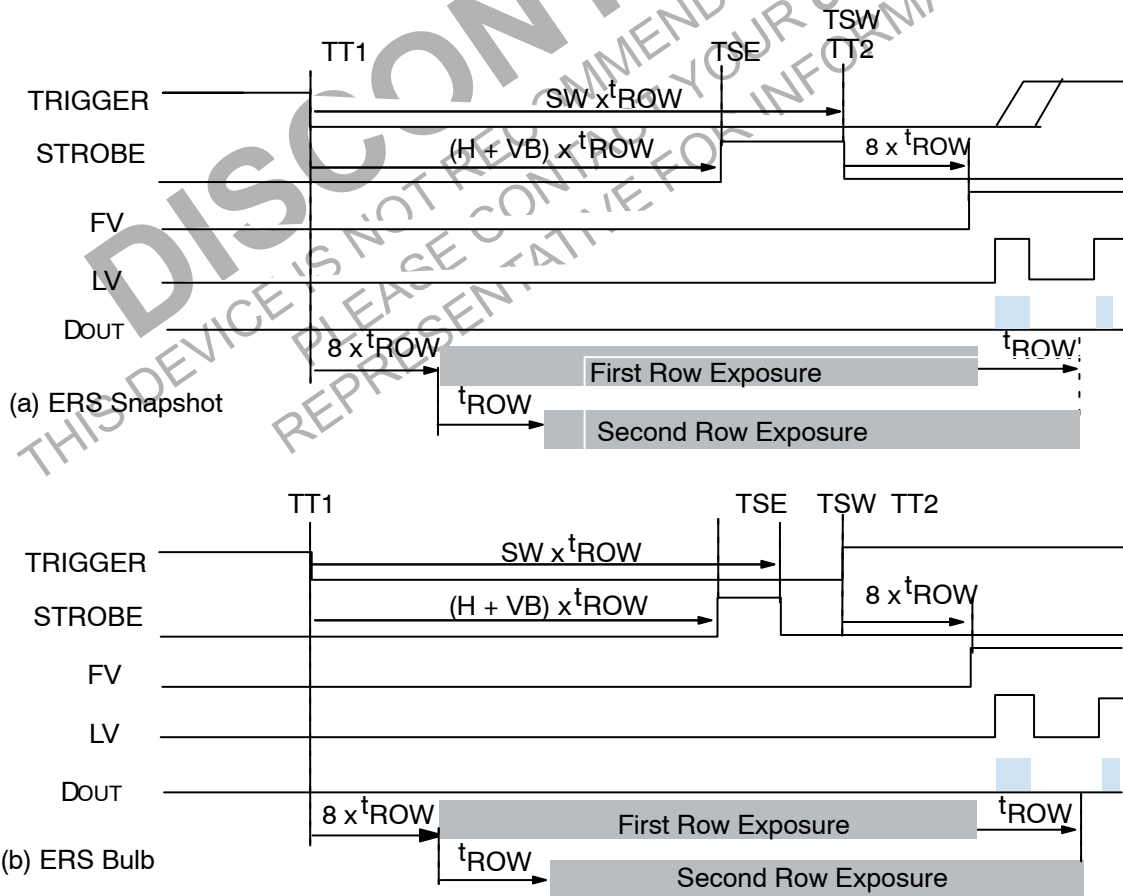 TSW
TT1 TSE TT2
TRIGGER SW x tROW
STROBE (H + VB) x tROW 8 x tROW
FV
LV
DOUT
8 x tROW tROW
First Row Exposure
(a) ERS Snapshot tROW
Second Row Exposure
TT1 TSE TSW TT2
TRIGGER SW x tROW
STROBE (H + VB) x tROW 8 x tROW
FV
LV
DOUT
8 x tROW First Row Exposure tROW
(b) ERS Bulb tROW
Second Row Exposure
THIS DEVICE IS NOT RECOMMEND
PLEASE CONTACT YOUR
REPRESENTATIVE FOR INFORMA